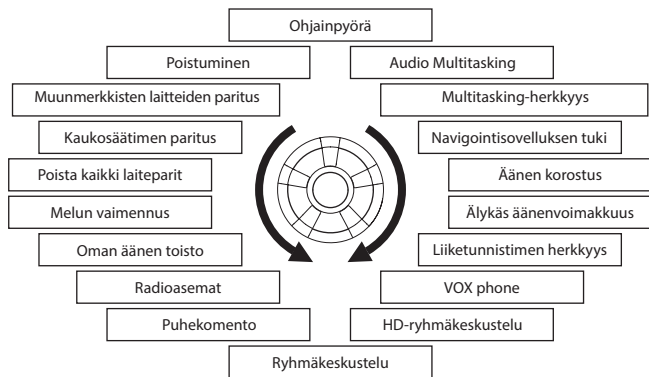 Ohjainpyörä
Poistuminen
Audio Multitasking
Muunmerkkisten laitteiden paritus
Multitasking-herkkyys
Kaukosäätimen paritus
Navigointisovelluksen tuki
Poista kaikki laiteparit
Äänen korostus
Melun vaimennus
Älykäs äänenvoimakkuus
Oman äänen toisto
Liiketunnistimen herkkyys
Radioasemat
VOX phone
Puhekomento
HD-ryhmäkeskustelu
Ryhmäkeskustelu